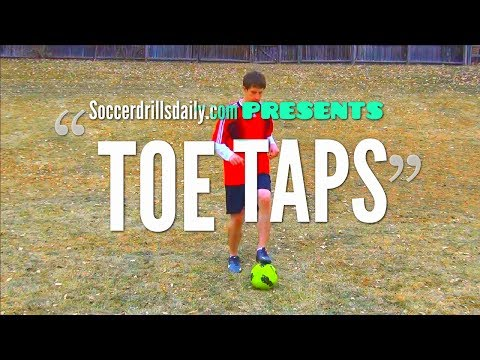 Soccerdrillsdaily.com PRESENTS
“TOE TAPS”